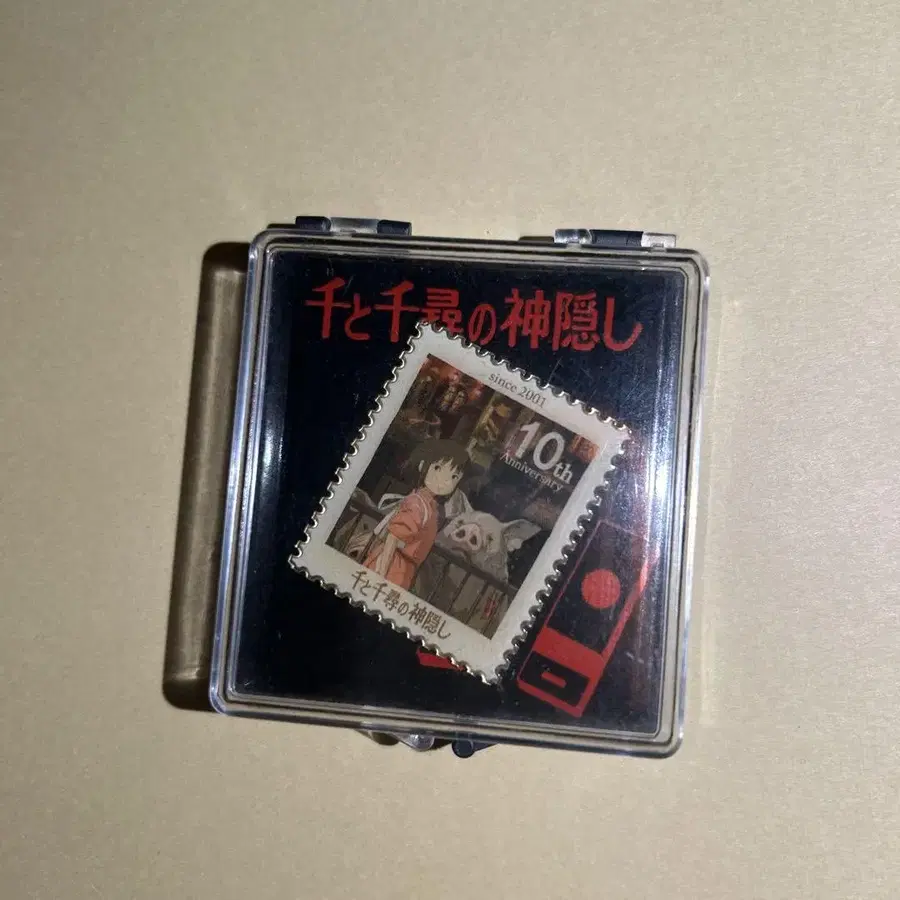 千と千尋の神隠し
since 2001
10th
Anniversary
千と千尋の神隠し